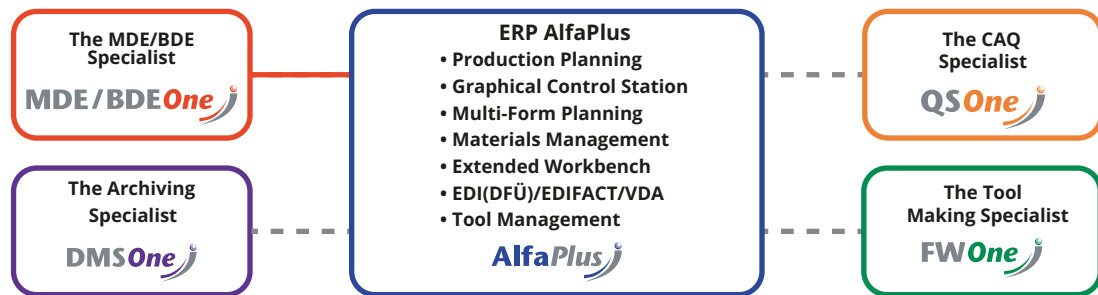 The MDE/BDE
Specialist
MDE/BDEOne
The Archiving
Specialist
DMSOne
ERP AlfaPlus
• Production Planning
• Graphical Control Station
• Multi-Form Planning
• Materials Management
• Extended Workbench
• EDI(DFÜ)/EDIFACT/VDA
• Tool Management
AlfaPlus
The CAQ
Specialist
QSOne
The Tool
Making Specialist
FWOne